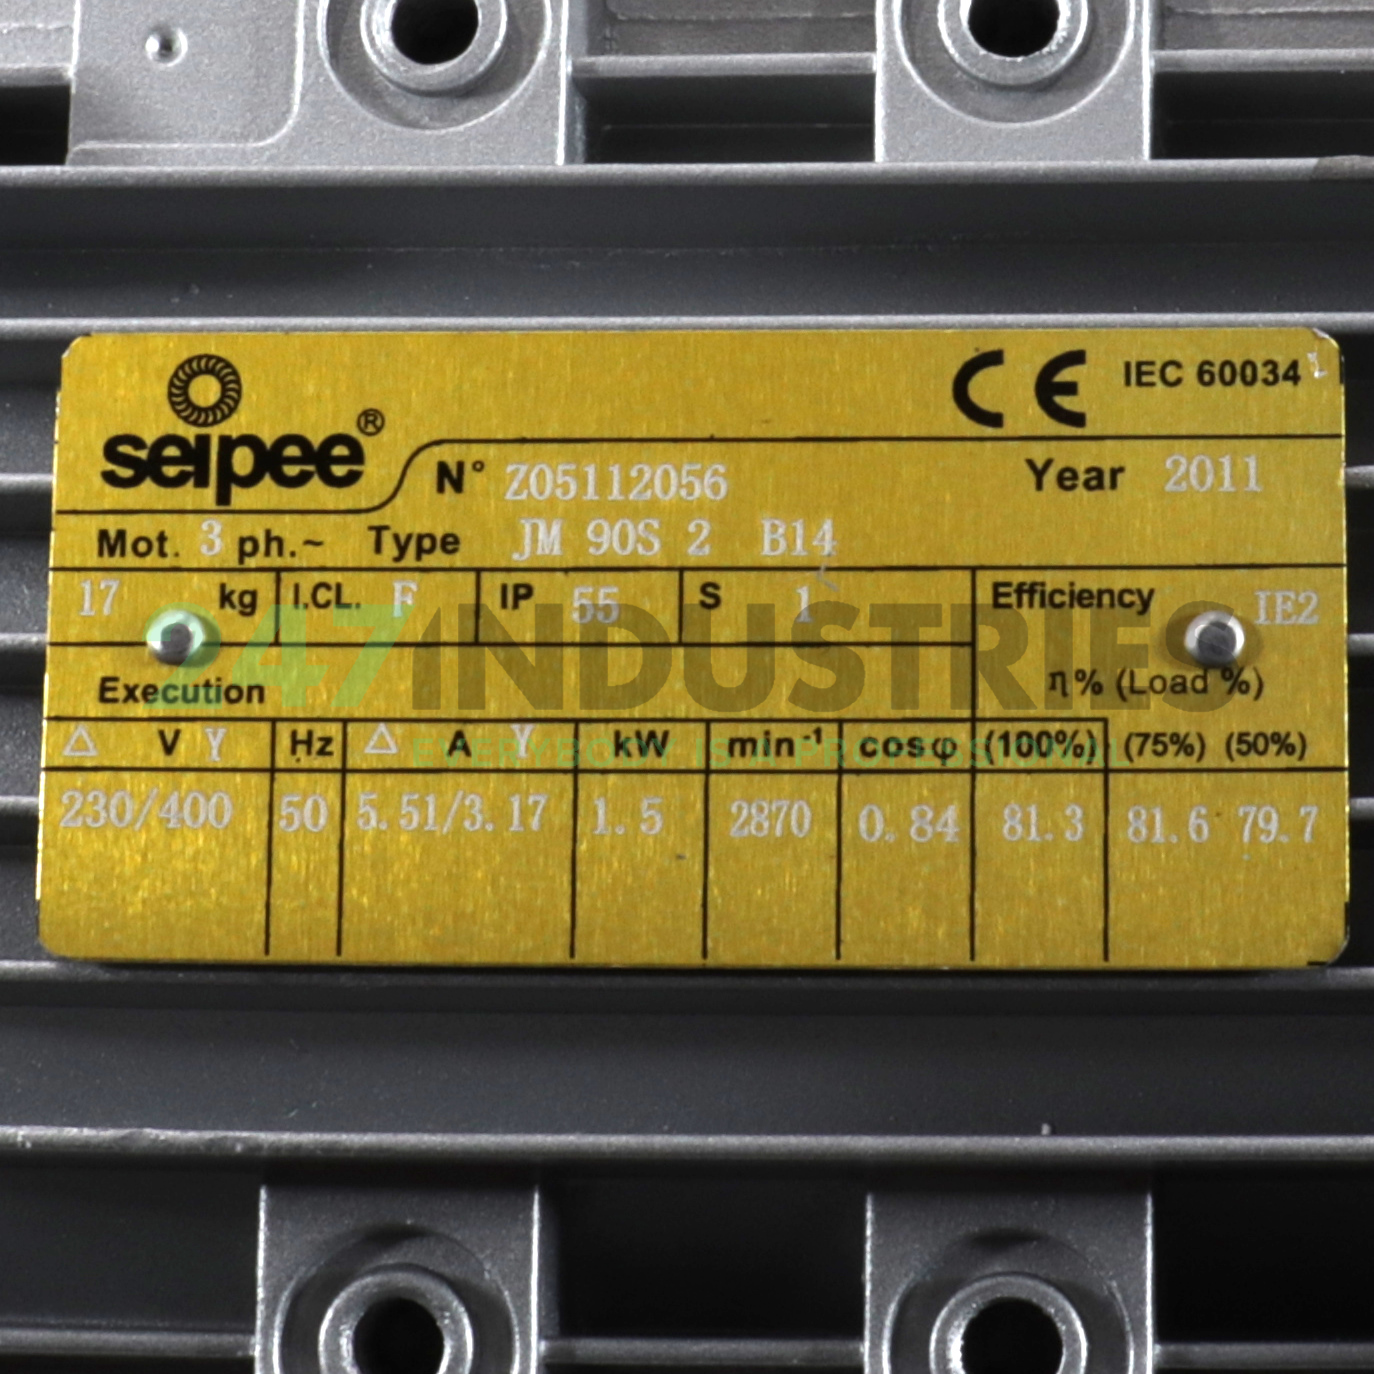 seipee®
CE IEC 60034
N° Z05112056 Year 2011
Mot. 3 ph.~ Type JM 90S 2 B14
17 kg I.CL. F IP 55 S 1 Efficiency IE2
247INDUSTRIES
Execution η% (Load %)
△ V Y Hz △ A Y kW min⁻¹ cosφ (100%) (75%) (50%)
EVERYBODY IS A PROFESSIONAL
230/400 50 5.51/3.17 1.5 2870 0.84 81.3 81.6 79.7